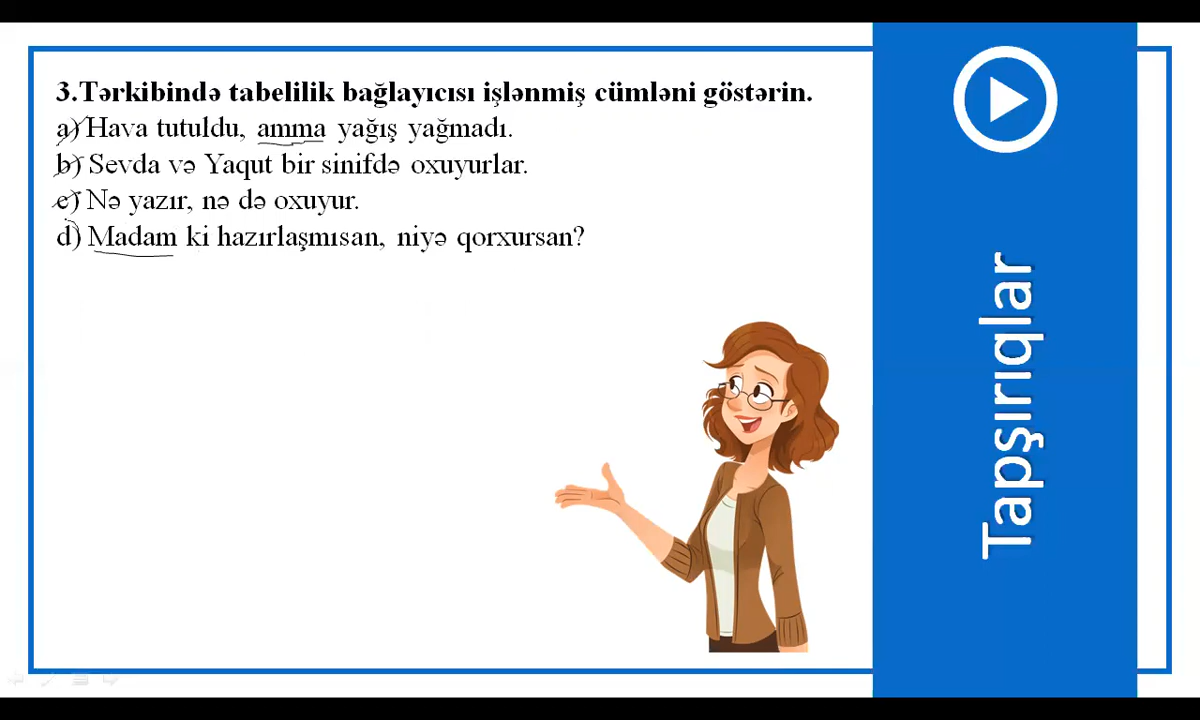 3.Tərkibində tabelilik bağlayıcısı işlənmiş cümləni göstərin.
a) Hava tutuldu, amma yağış yağmadı.
b) Sevda və Yaqut bir sinifdə oxuyurlar.
c) Nə yazır, nə də oxuyur.
d) Madam ki hazırlaşmısan, niyə qorxursan?
Tapşırıqlar